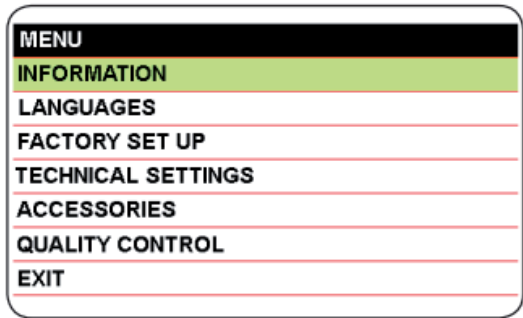 MENU
INFORMATION
LANGUAGES
FACTORY SET UP
TECHNICAL SETTINGS
ACCESSORIES
QUALITY CONTROL
EXIT